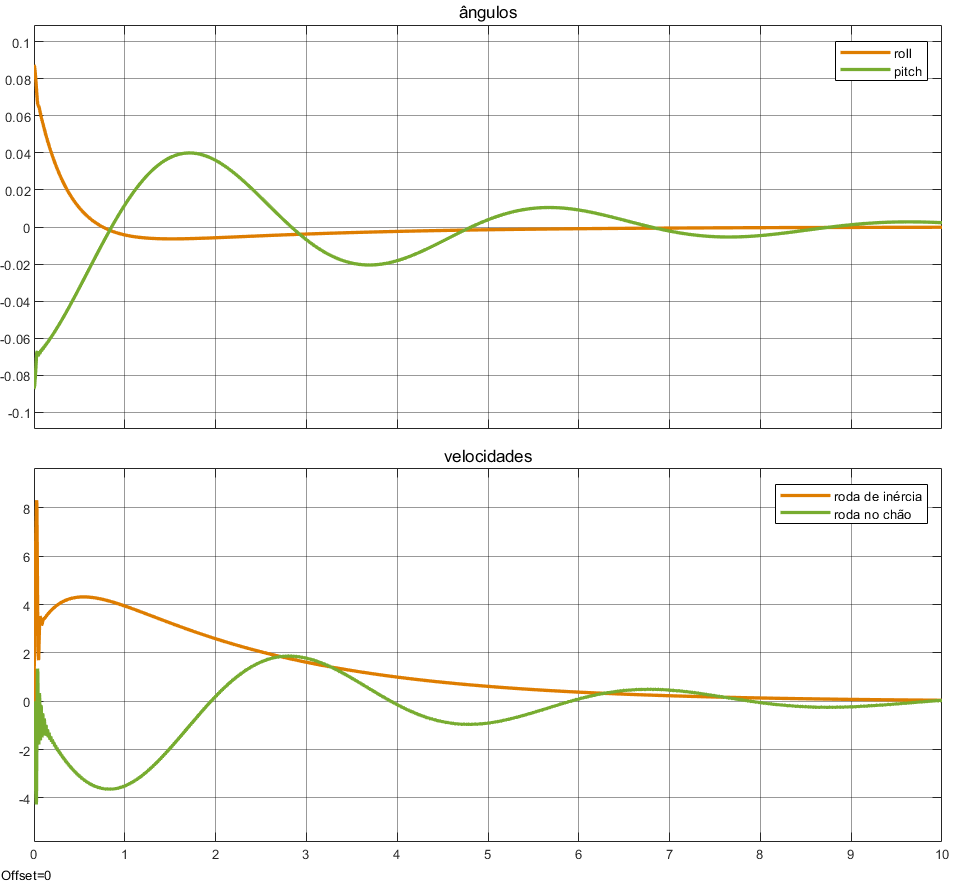 ângulos
roll
pitch
0.1
0.08
0.06
0.04
0.02
0
-0.02
-0.04
-0.06
-0.08
-0.1
velocidades
roda de inércia
roda no chão
8
6
4
2
0
-2
-4
0 1 2 3 4 5 6 7 8 9 10
Offset=0